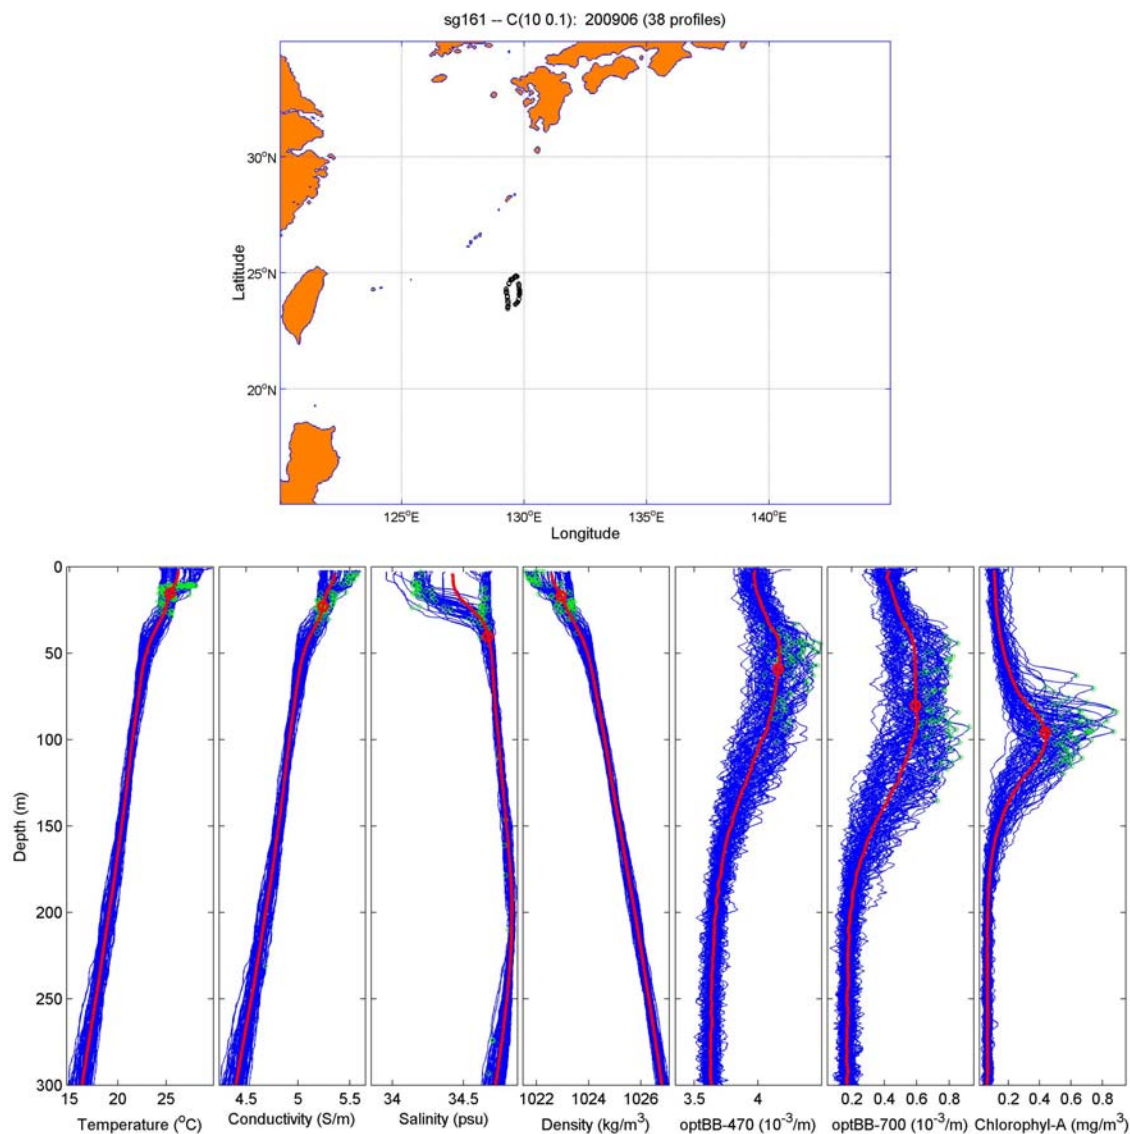 sg161 -- C(10 0.1):  200906 (38 profiles)
30°N
25°N
20°N
Latitude
125°E 130°E 135°E 140°E
Longitude
0
50
100
150
200
250
300
Depth (m)
15 20 25
Temperature (°C)
4.5 5 5.5
Conductivity (S/m)
34 34.5
Salinity (psu)
1022 1024 1026
Density (kg/m³)
3.5 4
optBB-470 (10⁻³/m)
0.2 0.4 0.6 0.8
optBB-700 (10⁻³/m)
0.2 0.4 0.6 0.8
Chlorophyl-A (mg/m³)